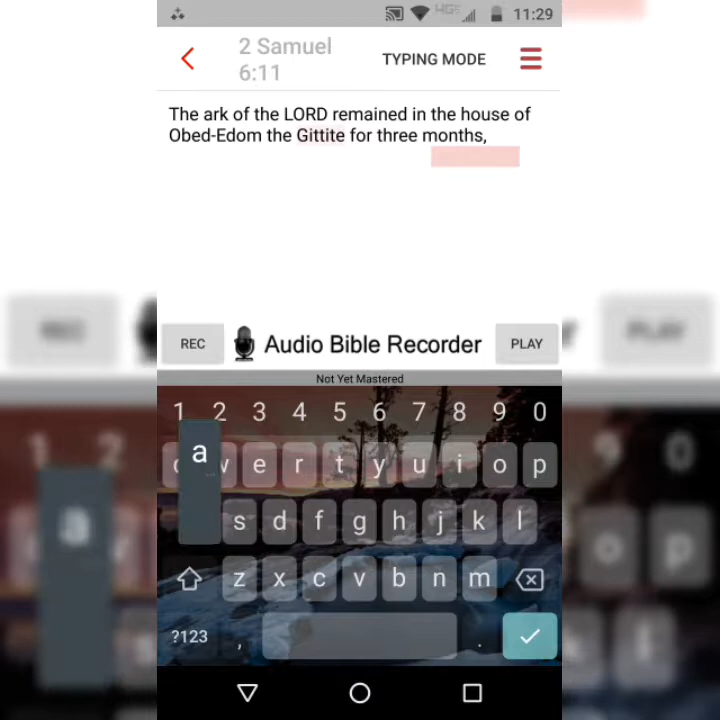 11:29
2 Samuel
6:11
TYPING MODE
The ark of the LORD remained in the house of
Obed-Edom the Gittite for three months,
REC
Audio Bible Recorder
PLAY
Not Yet Mastered
1 2 3 4 5 6 7 8 9 0
a
e r t y u i o p
s d f g h j k l
z x c v b n m
?123 , .